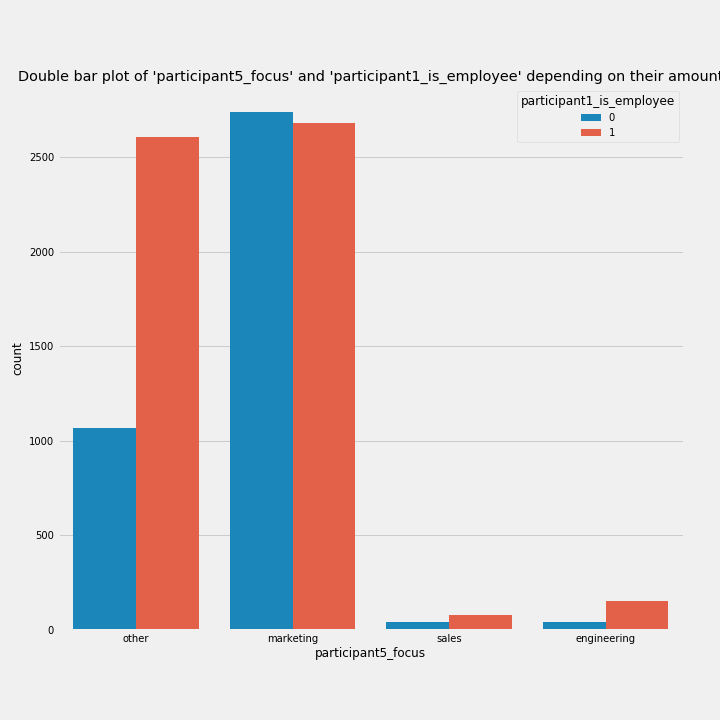 Double bar plot of 'participant5_focus' and 'participant1_is_employee' depending on their amount
participant1_is_employee
0
1
2500
2000
1500
1000
500
0
count
other marketing sales engineering
participant5_focus